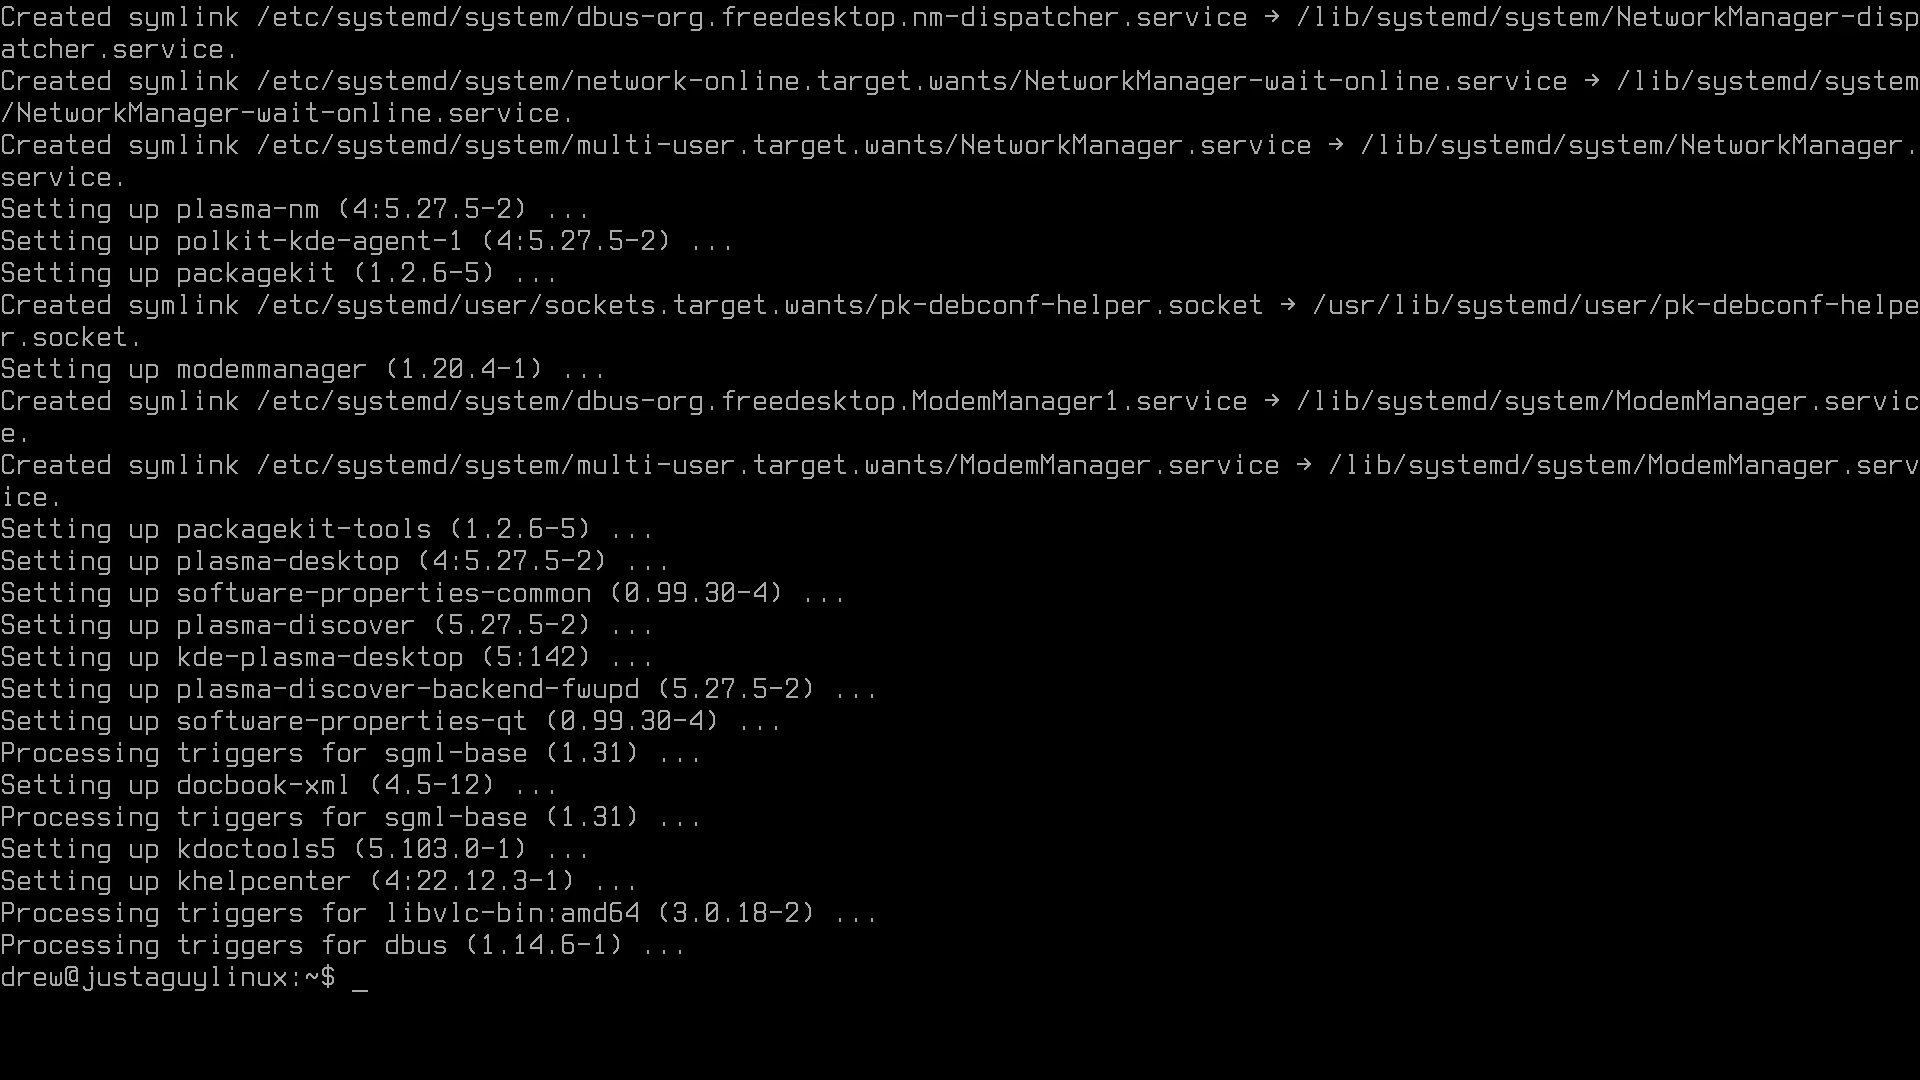 Created symlink /etc/systemd/system/dbus-org.freedesktop.nm-dispatcher.service → /lib/systemd/system/NetworkManager-disp
atcher.service.
Created symlink /etc/systemd/system/network-online.target.wants/NetworkManager-wait-online.service → /lib/systemd/system
/NetworkManager-wait-online.service.
Created symlink /etc/systemd/system/multi-user.target.wants/NetworkManager.service → /lib/systemd/system/NetworkManager.
service.
Setting up plasma-nm (4:5.27.5-2) ...
Setting up polkit-kde-agent-1 (4:5.27.5-2) ...
Setting up packagekit (1.2.6-5) ...
Created symlink /etc/systemd/user/sockets.target.wants/pk-debconf-helper.socket → /usr/lib/systemd/user/pk-debconf-helpe
r.socket.
Setting up modemmanager (1.20.4-1) ...
Created symlink /etc/systemd/system/dbus-org.freedesktop.ModemManager1.service → /lib/systemd/system/ModemManager.servic
e.
Created symlink /etc/systemd/system/multi-user.target.wants/ModemManager.service → /lib/systemd/system/ModemManager.serv
ice.
Setting up packagekit-tools (1.2.6-5) ...
Setting up plasma-desktop (4:5.27.5-2) ...
Setting up software-properties-common (0.99.30-4) ...
Setting up plasma-discover (5.27.5-2) ...
Setting up kde-plasma-desktop (5:142) ...
Setting up plasma-discover-backend-fwupd (5.27.5-2) ...
Setting up software-properties-qt (0.99.30-4) ...
Processing triggers for sgml-base (1.31) ...
Setting up docbook-xml (4.5-12) ...
Processing triggers for sgml-base (1.31) ...
Setting up kdoctools5 (5.103.0-1) ...
Setting up khelpcenter (4:22.12.3-1) ...
Processing triggers for libvlc-bin:amd64 (3.0.18-2) ...
Processing triggers for dbus (1.14.6-1) ...
drew@justaguylinux:~$ _